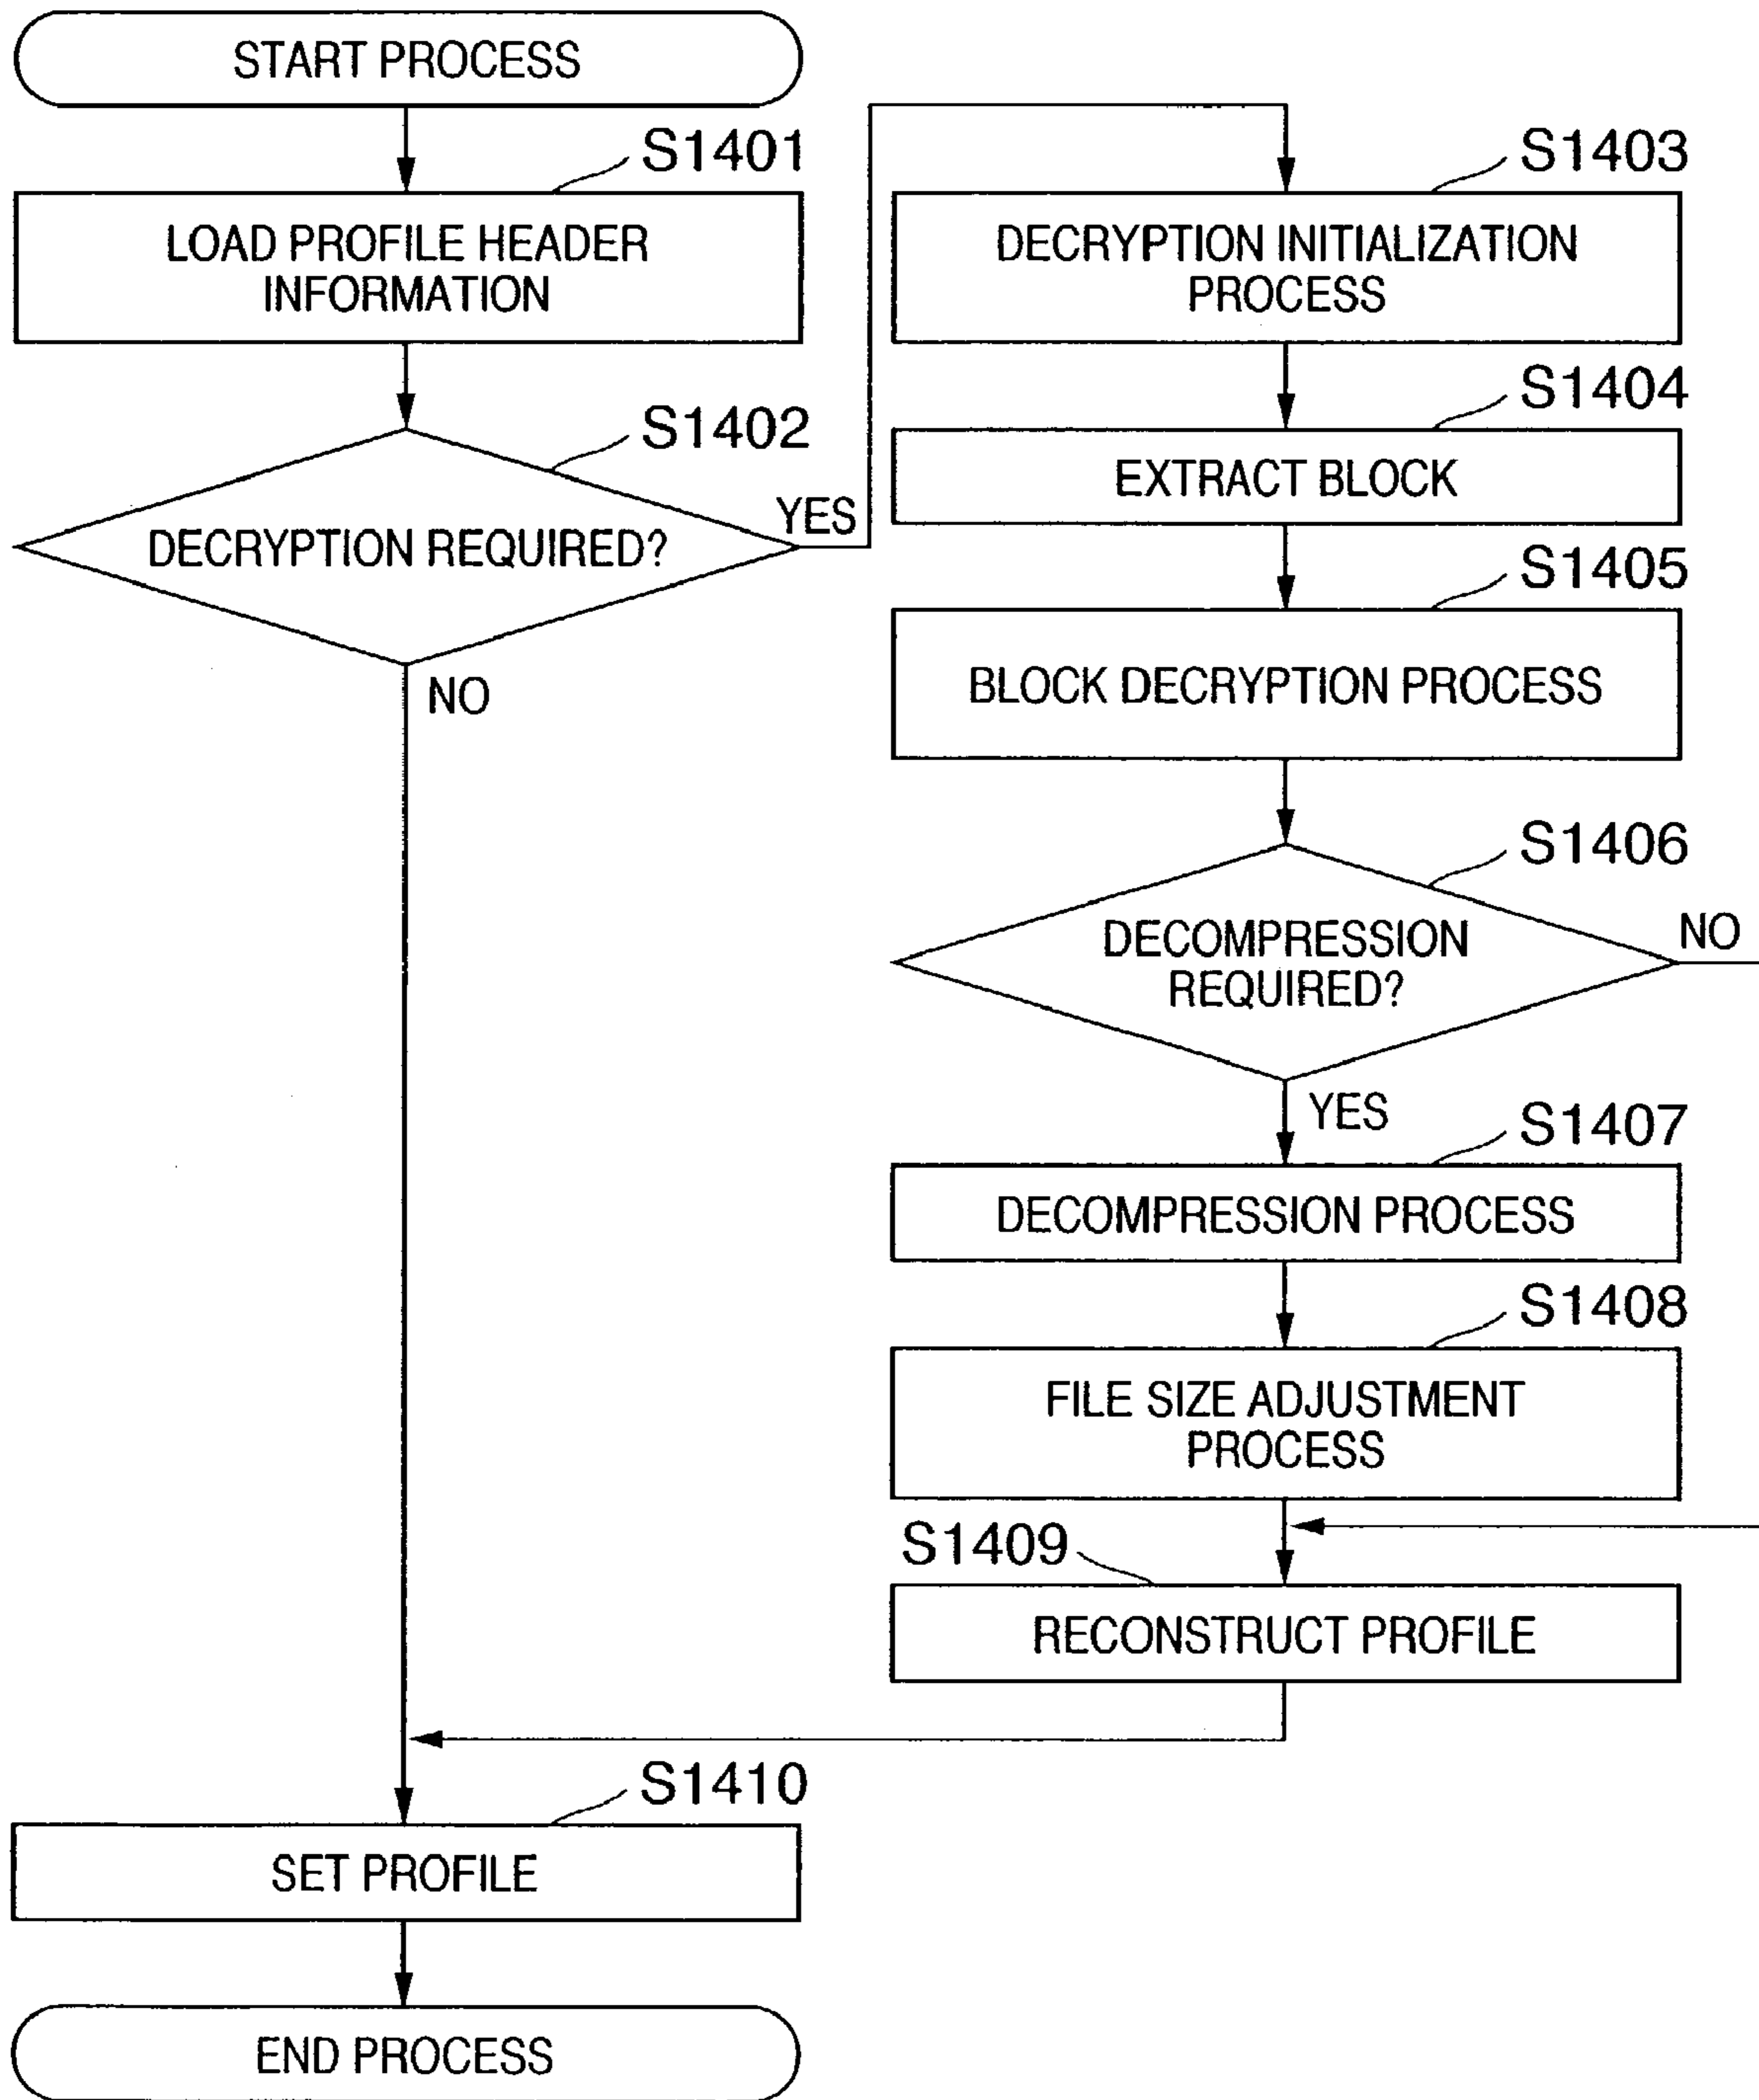 START PROCESS
S1401
LOAD PROFILE HEADER
INFORMATION
S1402
DECRYPTION REQUIRED?
YES
NO
S1403
DECRYPTION INITIALIZATION
PROCESS
S1404
EXTRACT BLOCK
S1405
BLOCK DECRYPTION PROCESS
S1406
DECOMPRESSION
REQUIRED?
NO
YES
S1407
DECOMPRESSION PROCESS
S1408
FILE SIZE ADJUSTMENT
PROCESS
S1409
RECONSTRUCT PROFILE
S1410
SET PROFILE
END PROCESS